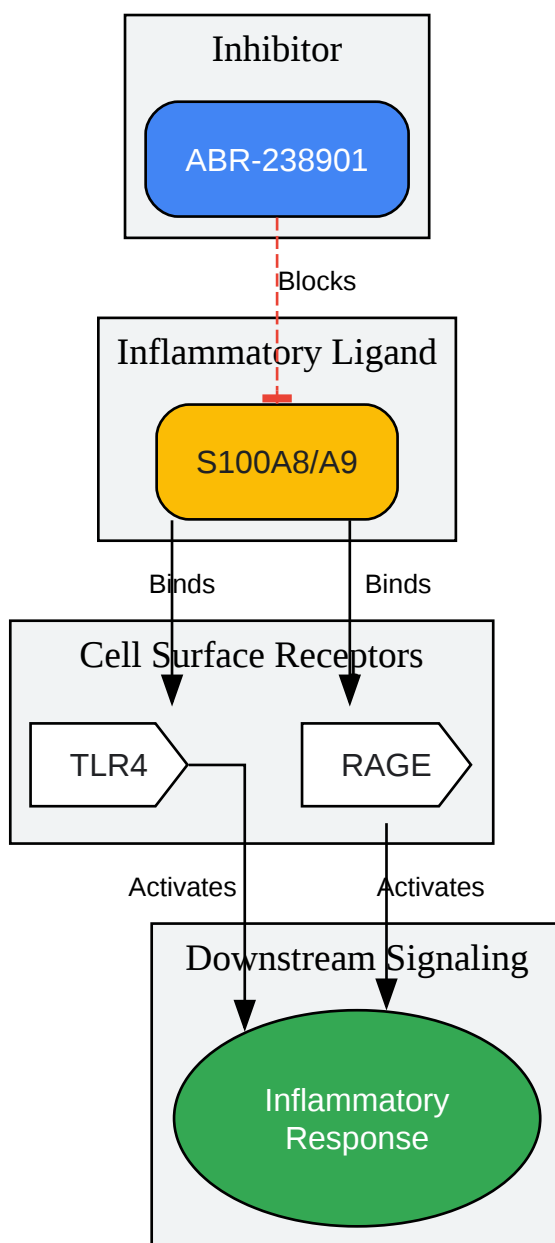 Inhibitor
ABR-238901
Blocks
Inflammatory Ligand
S100A8/A9
Binds
Binds
Cell Surface Receptors
TLR4
RAGE
Activates
Activates
Downstream Signaling
Inflammatory
Response